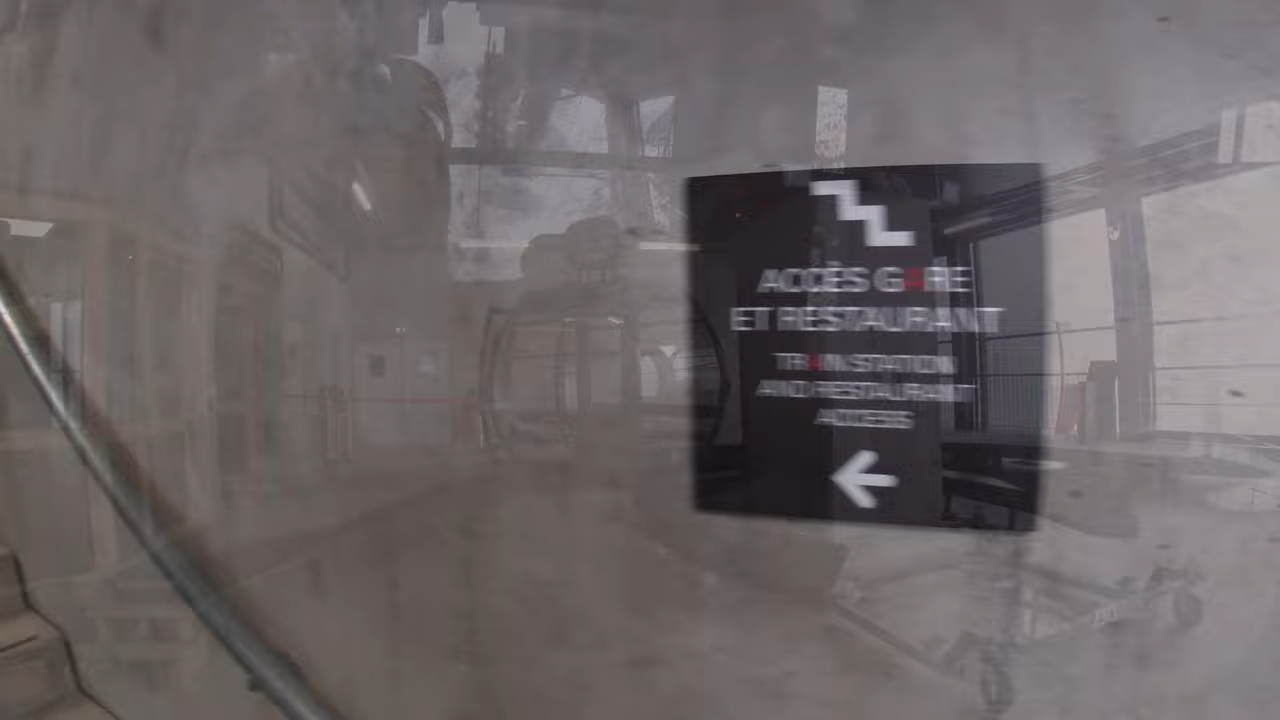 ACCÈS GARE
ET RESTAURANT
TRAIN STATION
AND RESTAURANT
ACCESS